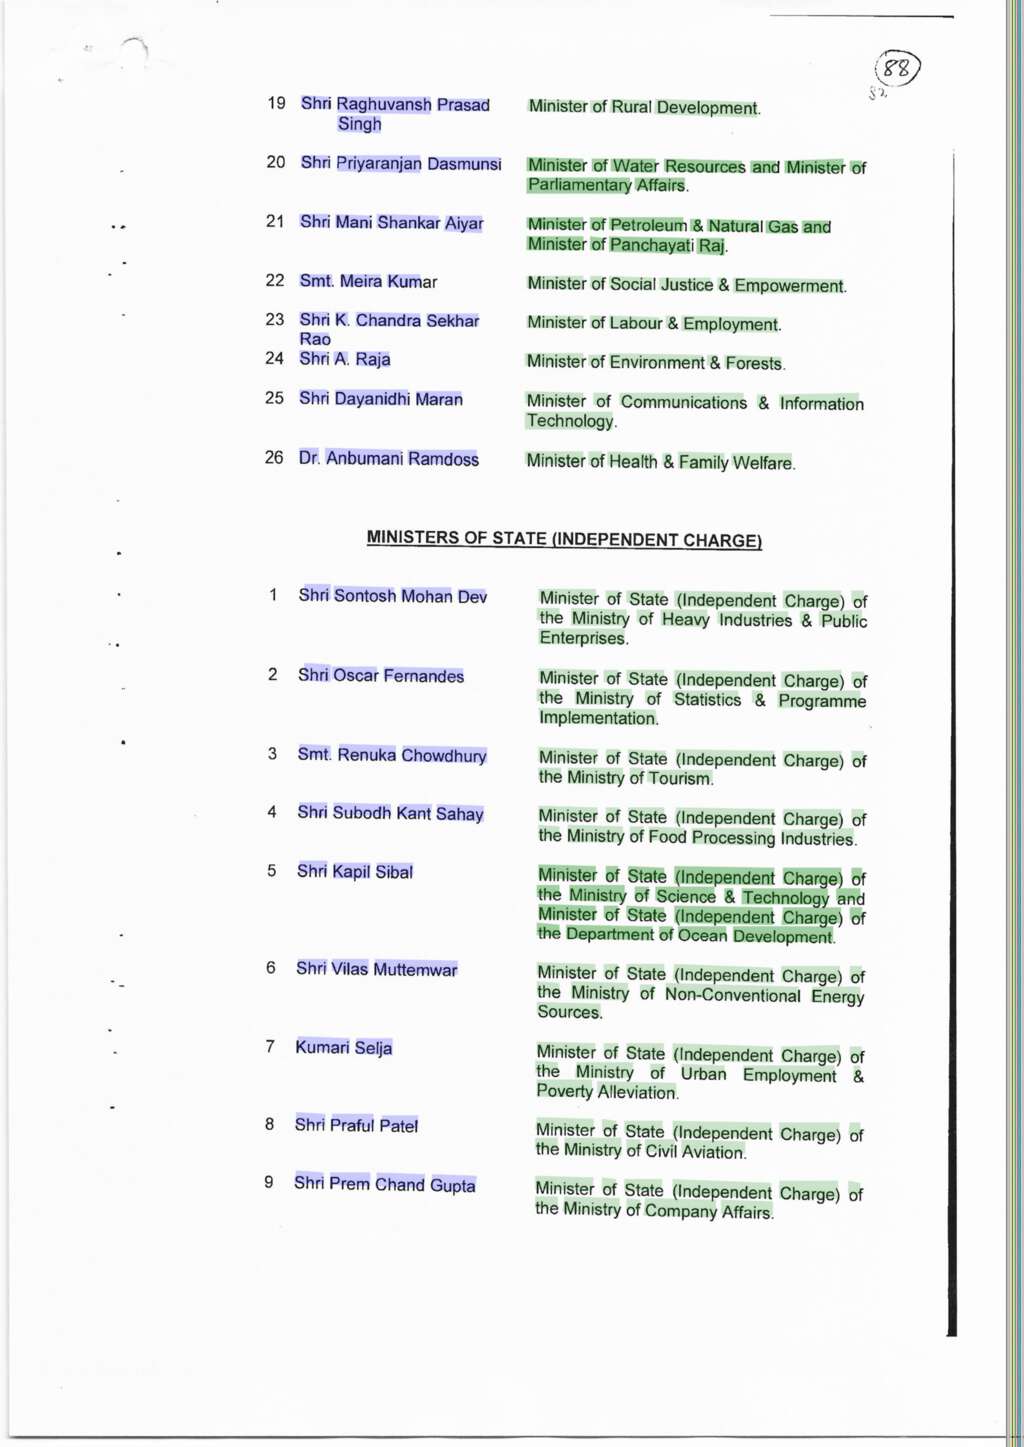 88
82
19 Shri Raghuvansh Prasad Minister of Rural Development.
Singh
20 Shri Priyaranjan Dasmunsi Minister of Water Resources and Minister of
Parliamentary Affairs.
21 Shri Mani Shankar Aiyar Minister of Petroleum & Natural Gas and
Minister of Panchayati Raj.
22 Smt. Meira Kumar Minister of Social Justice & Empowerment.
23 Shri K. Chandra Sekhar Minister of Labour & Employment.
Rao
24 Shri A. Raja Minister of Environment & Forests.
25 Shri Dayanidhi Maran Minister of Communications & Information
Technology.
26 Dr. Anbumani Ramdoss Minister of Health & Family Welfare.
MINISTERS OF STATE (INDEPENDENT CHARGE)
1 Shri Sontosh Mohan Dev Minister of State (Independent Charge) of
the Ministry of Heavy Industries & Public
Enterprises.
2 Shri Oscar Fernandes Minister of State (Independent Charge) of
the Ministry of Statistics & Programme
Implementation.
3 Smt. Renuka Chowdhury Minister of State (Independent Charge) of
the Ministry of Tourism.
4 Shri Subodh Kant Sahay Minister of State (Independent Charge) of
the Ministry of Food Processing Industries.
5 Shri Kapil Sibal Minister of State (Independent Charge) of
the Ministry of Science & Technology and
Minister of State (Independent Charge) of
the Department of Ocean Development.
6 Shri Vilas Muttemwar Minister of State (Independent Charge) of
the Ministry of Non-Conventional Energy
Sources.
7 Kumari Selja Minister of State (Independent Charge) of
the Ministry of Urban Employment &
Poverty Alleviation.
8 Shri Praful Patel Minister of State (Independent Charge) of
the Ministry of Civil Aviation.
9 Shri Prem Chand Gupta Minister of State (Independent Charge) of
the Ministry of Company Affairs.